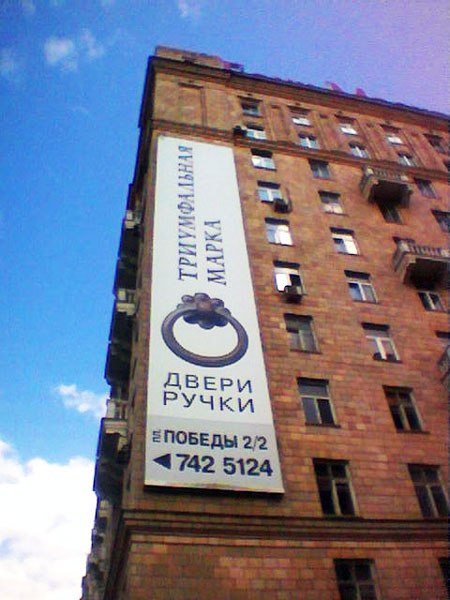 ТРИУМФАЛЬНАЯ
МАРКА
ДВЕРИ
РУЧКИ
пл. ПОБЕДЫ 2/2
742 5124